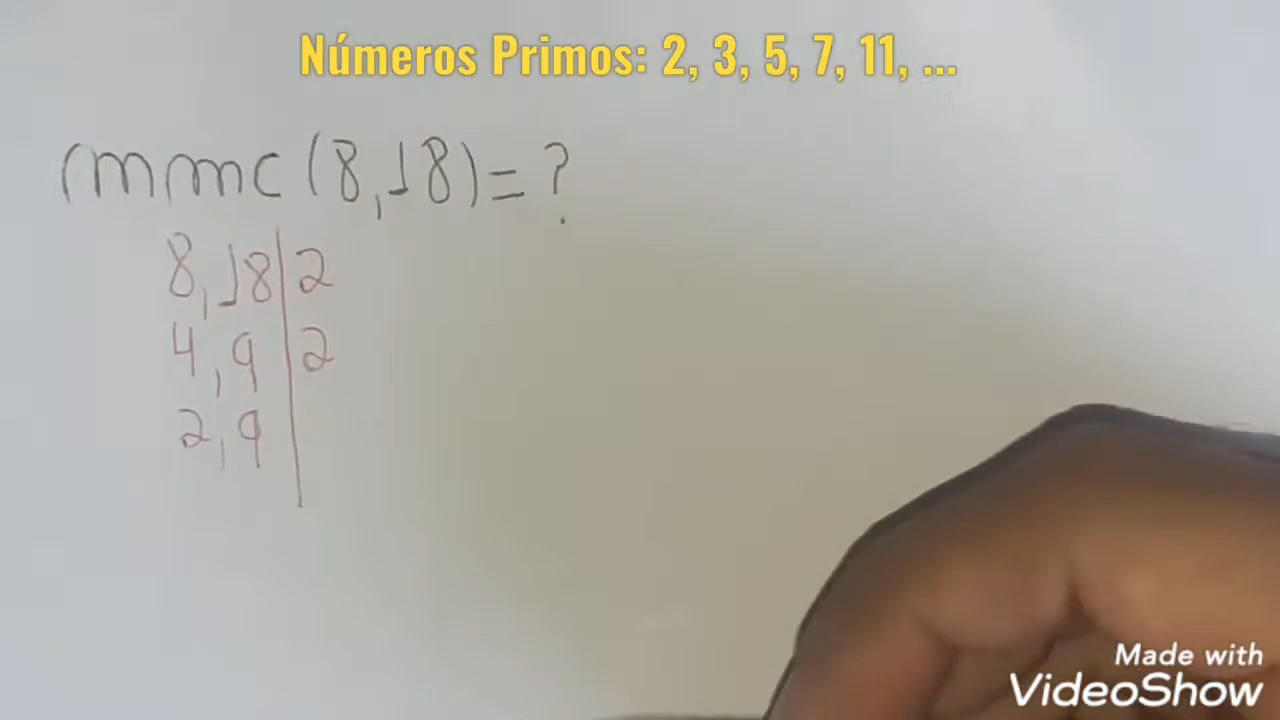 Números Primos: 2, 3, 5, 7, 11, ...
mmc (8,18) = ?
8, 18 | 2
4, 9 | 2
2, 9 |
Made with
VideoShow